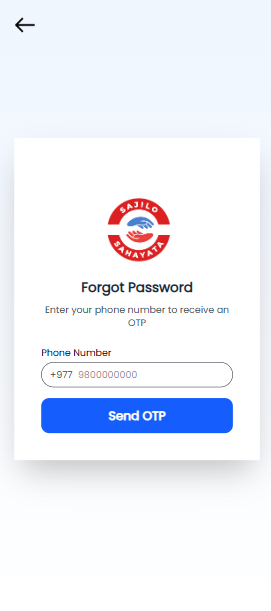 SAJILO
SAHAYATA
Forgot Password
Enter your phone number to receive an
OTP
Phone Number
+977 9800000000
Send OTP